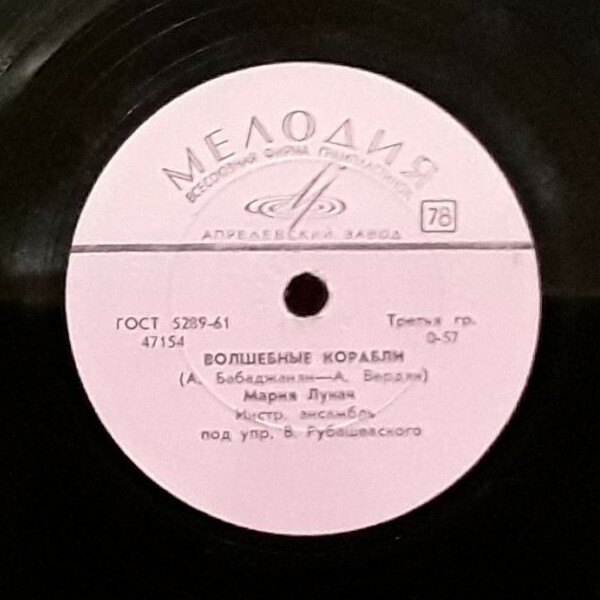 МЕЛОДИЯ
ВСЕСОЮЗНАЯ ФИРМА ГРАМПЛАСТИНОК
АПРЕЛЕВСКИЙ ЗАВОД
78
ГОСТ 5289-61 Третья гр.
47154 0-57
ВОЛШЕБНЫЕ КОРАБЛИ
(А. Бабаджанян—А. Вердян)
Мария Лукач
Инстр. ансамбль
под упр. В. Рубашевского